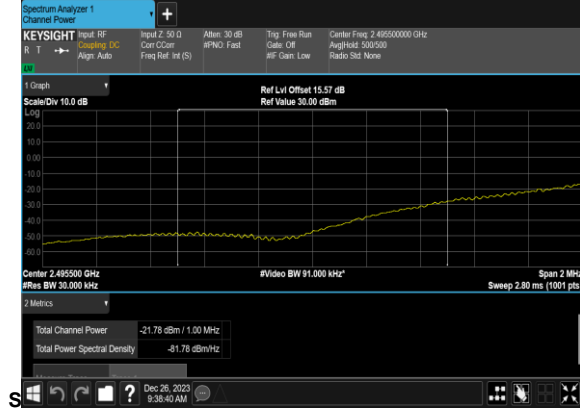 Spectrum Analyzer 1
Channel Power
KEYSIGHT
R T
Input: RF
Coupling: DC
Align: Auto
Input Z: 50 Ω
Corr CCorr
Freq Ref: Int (S)
Atten: 30 dB
#PNO: Fast
Trig: Free Run
Gate: Off
#IF Gain: Low
Center Freq: 2.495500000 GHz
Avg|Hold: 500/500
Radio Std: None
1 Graph
Scale/Div 10.0 dB
Ref Lvl Offset 15.57 dB
Ref Value 30.00 dBm
Log
20.0
10.0
0.00
-10.0
-20.0
-30.0
-40.0
-50.0
-60.0
Center 2.495500 GHz
#Res BW 30.000 kHz
#Video BW 91.000 kHz*
Span 2 MHz
Sweep 2.80 ms (1001 pts
2 Metrics
Total Channel Power -21.78 dBm / 1.00 MHz
Total Power Spectral Density -81.78 dBm/Hz
S
?
Dec 26, 2023
9:38:40 AM